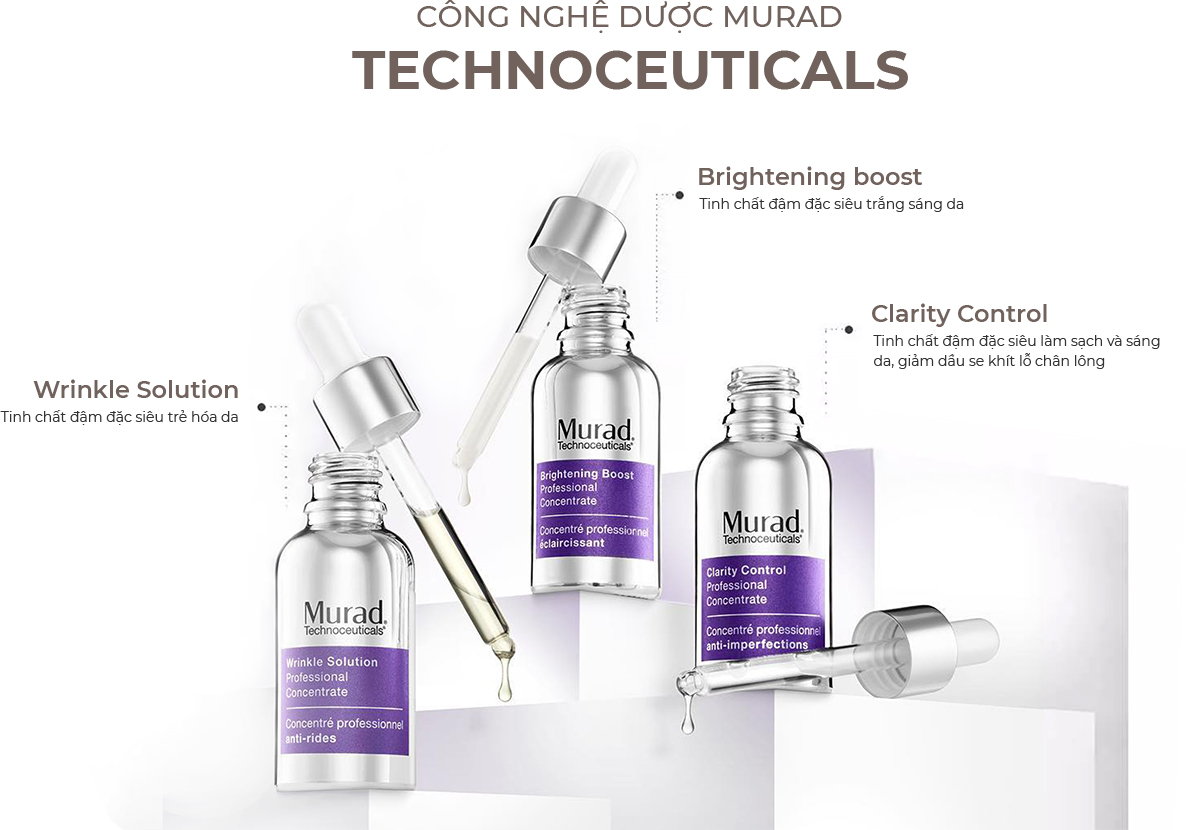 CÔNG NGHỆ DƯỢC MURAD
TECHNOCEUTICALS
Brightening boost
Tinh chất đậm đặc siêu trắng sáng da
Clarity Control
Tinh chất đậm đặc siêu làm sạch và sáng
da, giảm dầu se khít lỗ chân lông
Wrinkle Solution
Tinh chất đậm đặc siêu trẻ hóa da
Murad.
Technoceuticals®
Brightening Boost
Professional
Concentrate
Concentré professionnel
éclaircissant
Murad.
Technoceuticals®
Clarity Control
Professional
Concentrate
Concentré professionnel
anti-imperfections
Murad.
Technoceuticals®
Wrinkle Solution
Professional
Concentrate
Concentré professionnel
anti-rides